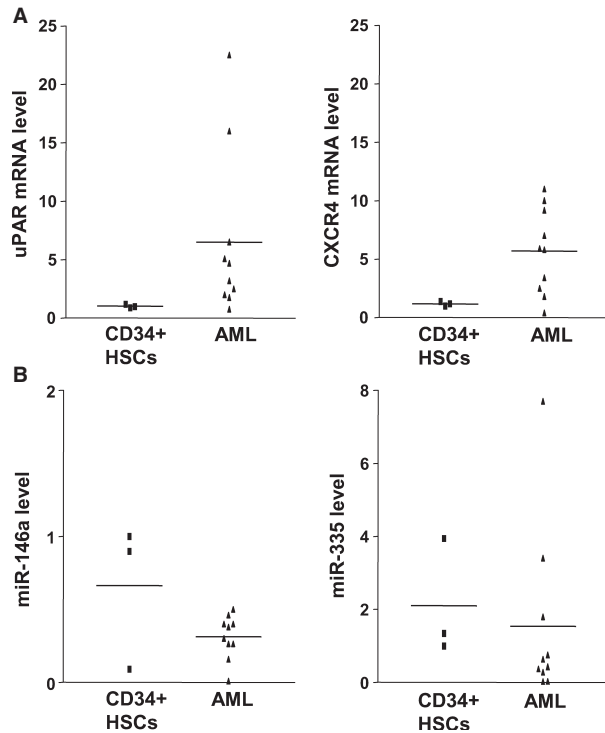 A
25
20
15
10
5
0
uPAR mRNA level
CD34+
HSCs
AML
25
20
15
10
5
0
CXCR4 mRNA level
CD34+
HSCs
AML
B
2
1
0
miR-146a level
CD34+
HSCs
AML
8
6
4
2
0
miR-335 level
CD34+
HSCs
AML